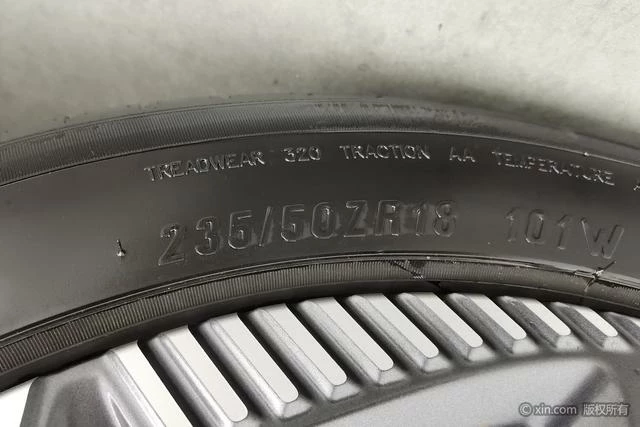 TREADWEAR 320 TRACTION AA TEMPERATURE
235/50ZR18 101W
©xin.com 版权所有